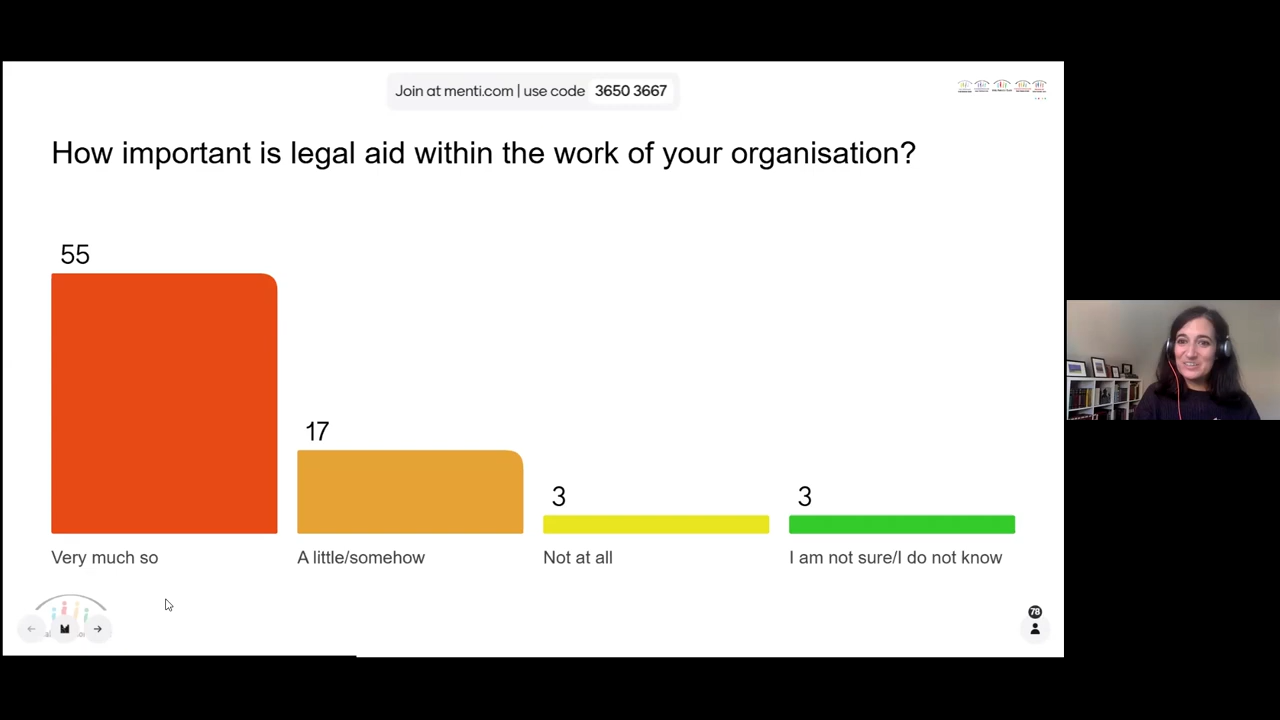 Join at menti.com | use code 3650 3667
How important is legal aid within the work of your organisation?
55
17
3
3
Very much so
A little/somehow
Not at all
I am not sure/I do not know
78